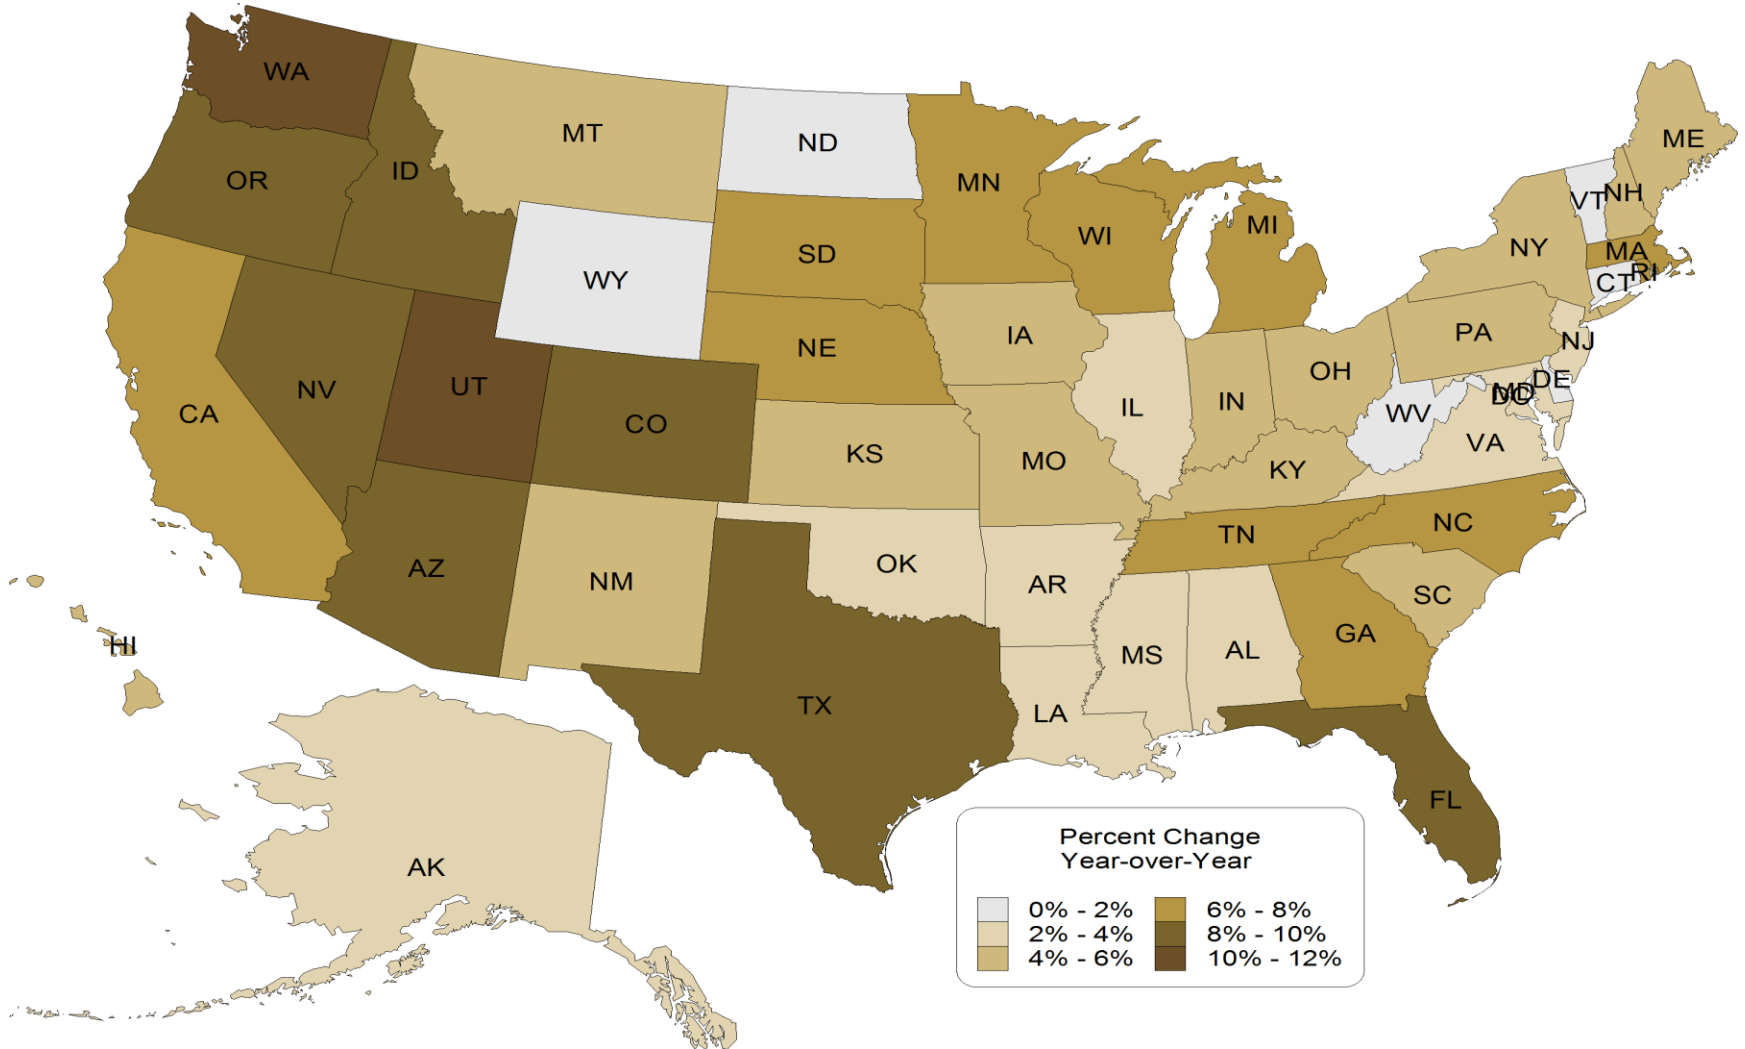 WA
MT
ND
ME
OR
ID
MN
VT
NH
SD
WI
MI
NY
MA
WY
CT
RI
NE
IA
PA
NJ
NV
UT
OH
DE
CA
CO
IL
IN
MD
DC
WV
KS
MO
KY
VA
AZ
NM
OK
AR
TN
NC
SC
HI
MS
AL
GA
TX
LA
FL
AK
Percent Change
Year-over-Year
0% - 2%
6% - 8%
2% - 4%
8% - 10%
4% - 6%
10% - 12%